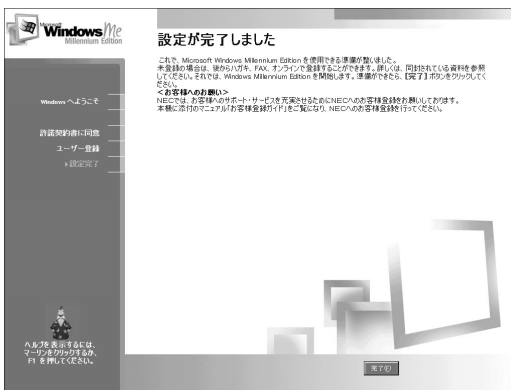 Microsoft
Windows Me
Millennium Edition
Windows へようこそ
許諾契約書に同意
ユーザー登録
設定完了
ヘルプを表示するには、
マーリンをクリックするか、
F1 を押してください。
設定が完了しました
これで、Microsoft Windows Millennium Edition を使用できる準備が整いました。
未登録の場合は、後からハガキ、FAX、オンラインで登録することができます。詳しくは、同封されている資料を参照
してください。それでは、Windows Millennium Edition を開始します。準備ができたら、[完了] ボタンをクリックしてく
ださい。
<お客様へのお願い>
NECでは、お客様へのサポート・サービスを充実させるためにNECへのお客様登録をお願いしております。
本機に添付のマニュアル「お客様登録ガイド」をご覧になり、NECへのお客様登録を行ってください。
完了(F)